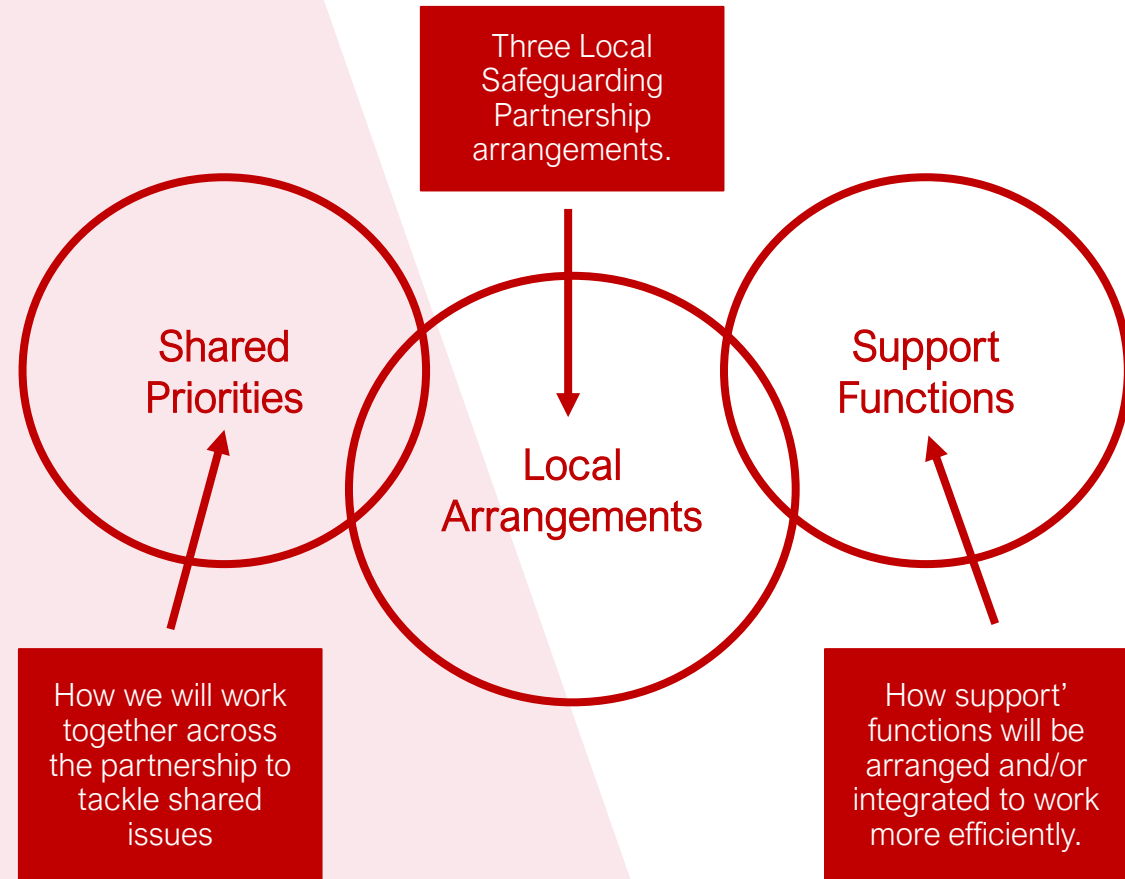 Three Local
Safeguarding
Partnership
arrangements.
Shared
Priorities
Support
Functions
Local
Arrangements
How we will work
together across
the partnership to
tackle shared
issues
How support’
functions will be
arranged and/or
integrated to work
more efficiently.